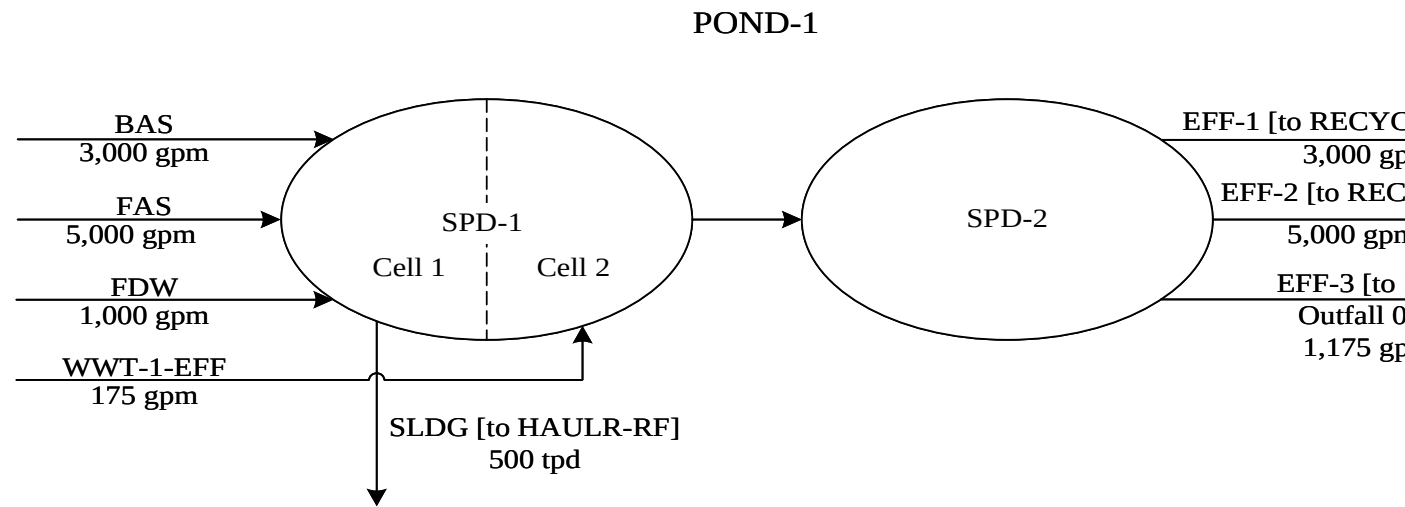 POND-1
BAS
3,000 gpm
FAS
5,000 gpm
FDW
1,000 gpm
WWT-1-EFF
175 gpm
SPD-1
Cell 1
Cell 2
SLDG [to HAULR-RF]
500 tpd
SPD-2
EFF-1 [to
3,000
EFF-2 [to
5,000
EFF-3 [to
Outfall
1,175